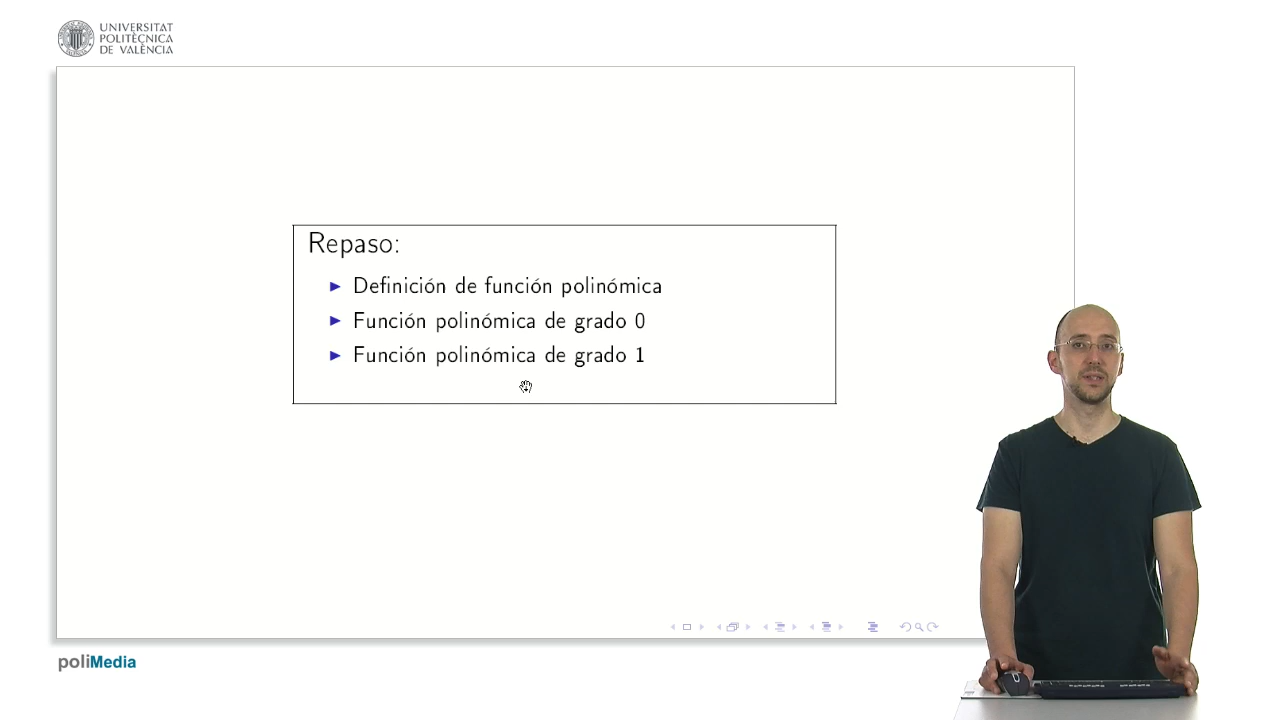 UNIVERSITAT
POLITÈCNICA
DE VALÈNCIA
Repaso:
Definición de función polinómica
Función polinómica de grado 0
Función polinómica de grado 1
poliMedia